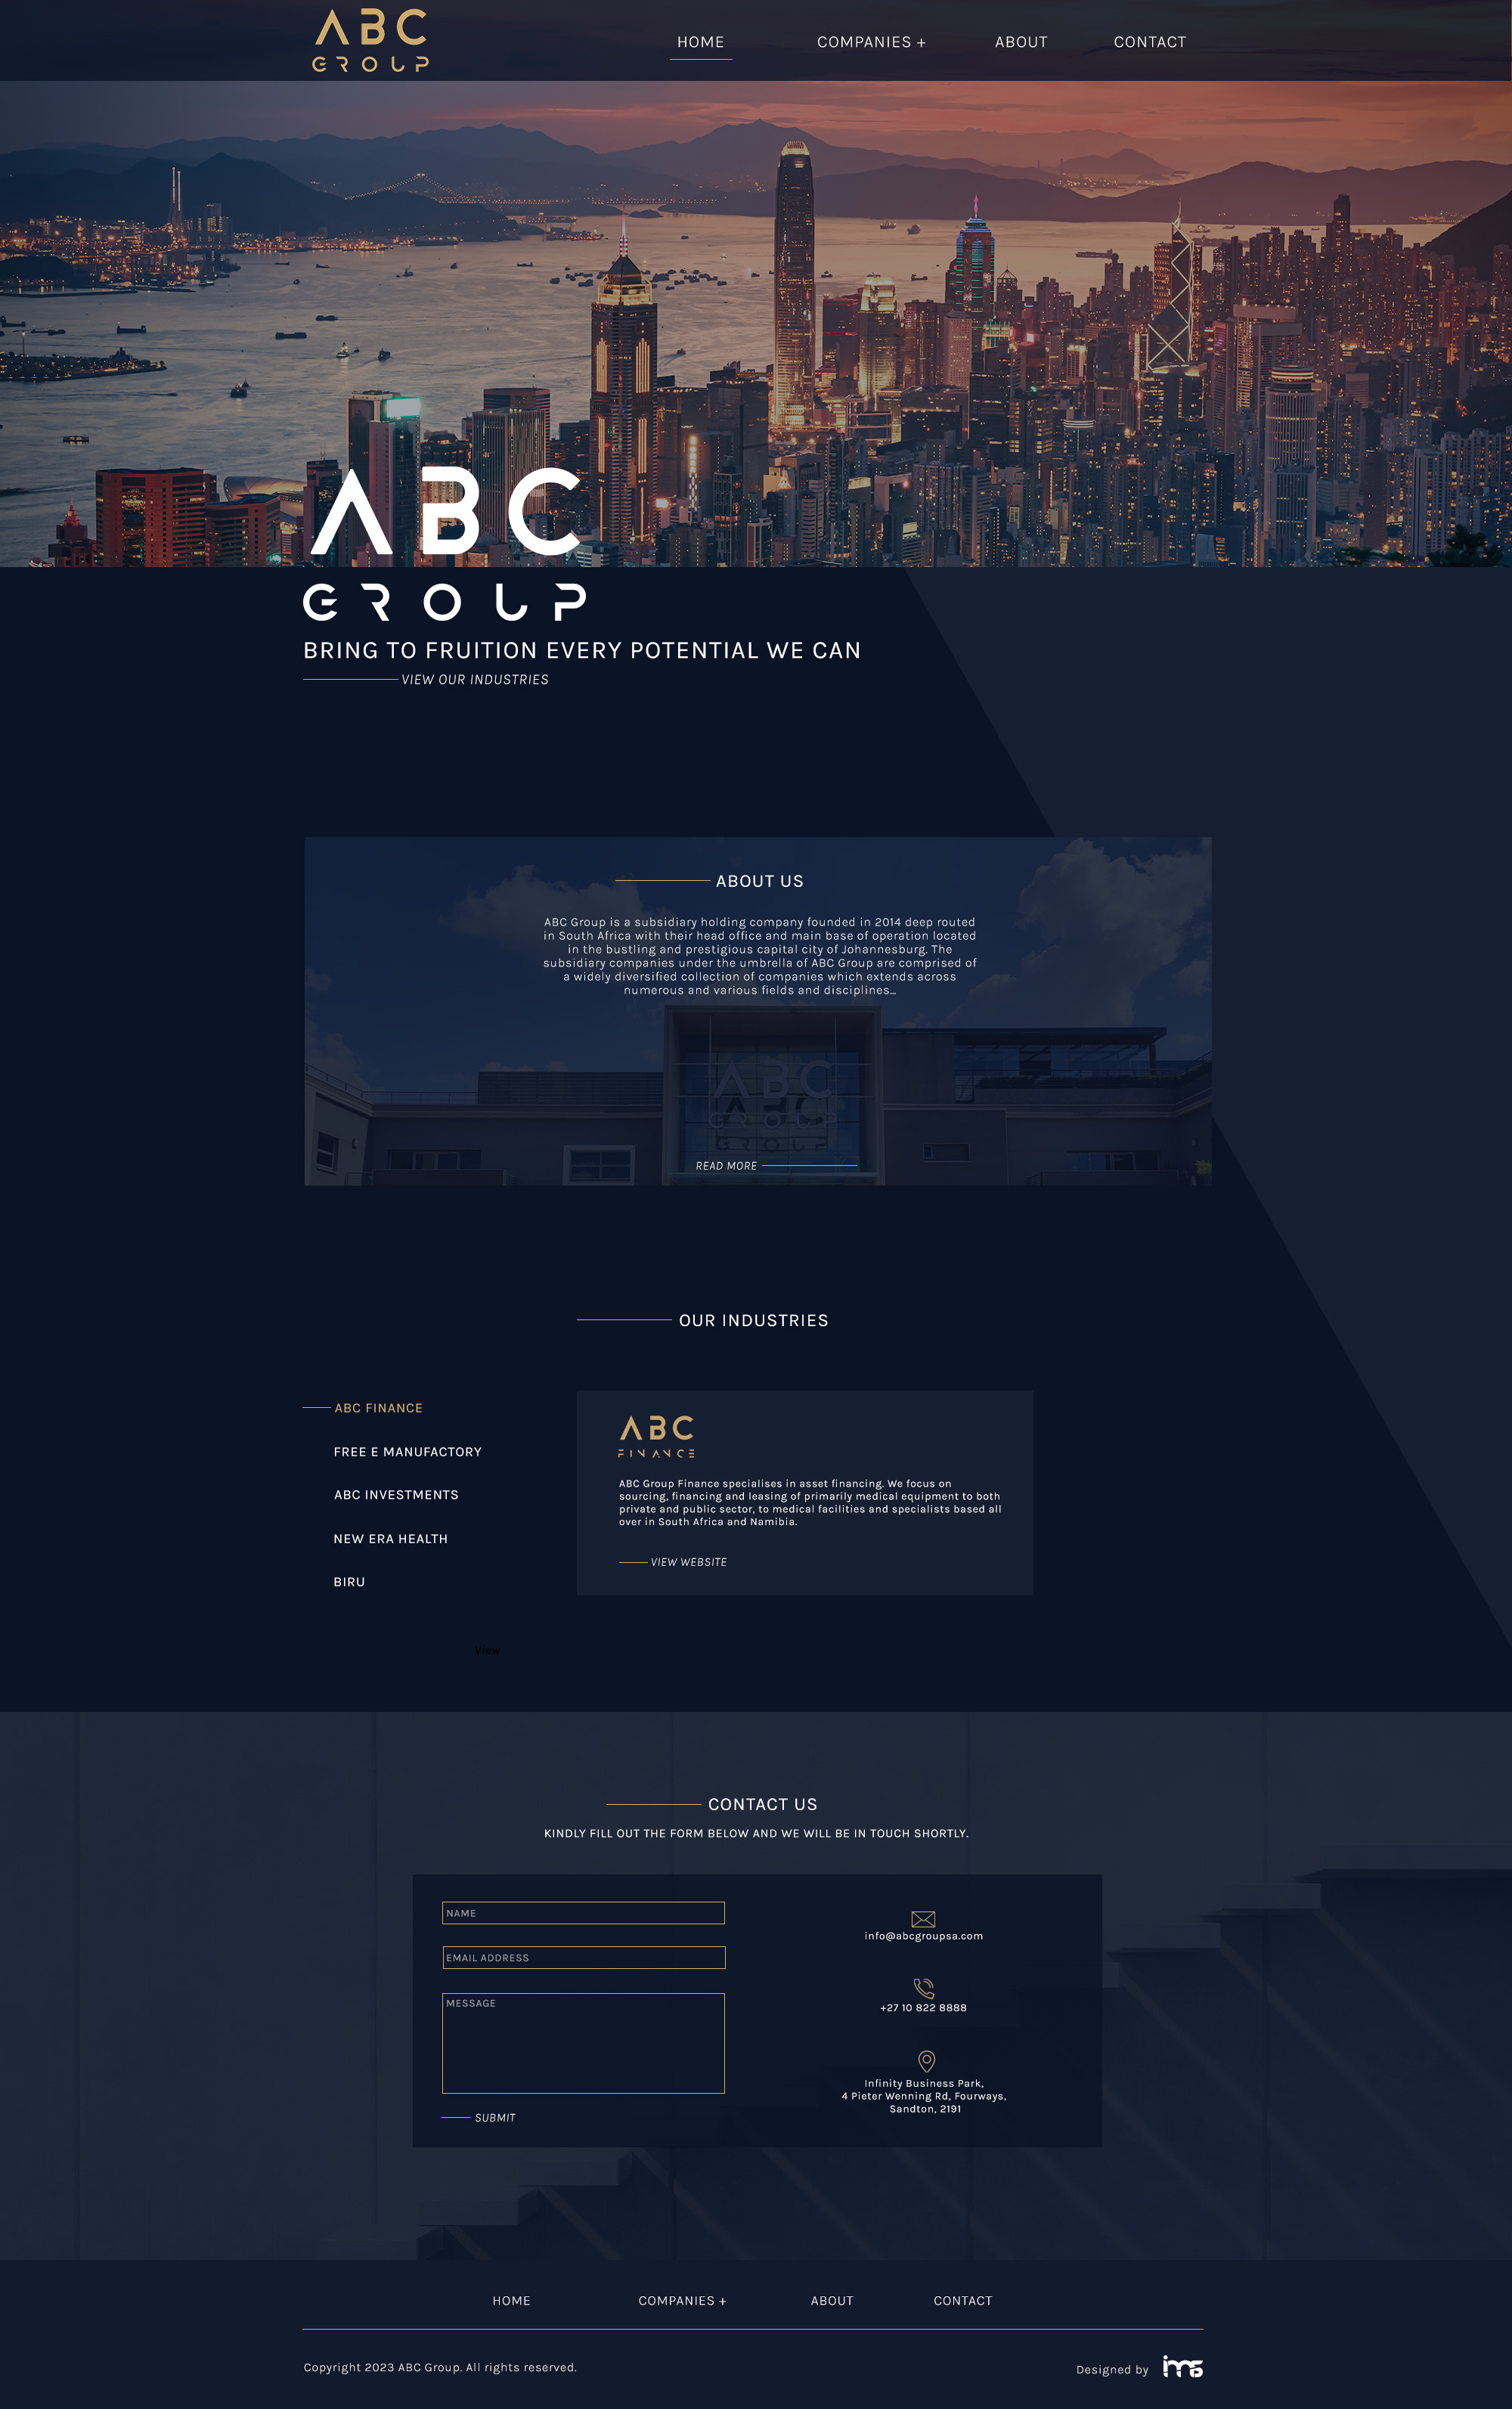 ABC
GROUP
HOME
COMPANIES +
ABOUT
CONTACT
ABC
GROUP
BRING TO FRUITION EVERY POTENTIAL WE CAN
VIEW OUR INDUSTRIES
ABOUT US
ABC Group is a subsidiary holding company founded in 2014 deep routed
in South Africa with their head office and main base of operation located
in the bustling and prestigious capital city of Johannesburg. The
subsidiary companies under the umbrella of ABC Group are comprised of
a widely diversified collection of companies which extends across
numerous and various fields and disciplines...
ABC
ABC
GROUP
GROUP
READ MORE
OUR INDUSTRIES
ABC FINANCE
FREE E MANUFACTORY
ABC INVESTMENTS
NEW ERA HEALTH
BIRU
ABC
FINANCE
ABC Group Finance specialises in asset financing. We focus on
sourcing, financing and leasing of primarily medical equipment to both
private and public sector, to medical facilities and specialists based all
over in South Africa and Namibia.
VIEW WEBSITE
View
CONTACT US
KINDLY FILL OUT THE FORM BELOW AND WE WILL BE IN TOUCH SHORTLY.
NAME
EMAIL ADDRESS
MESSAGE
SUBMIT
info@abcgroupsa.com
+27 10 822 8888
Infinity Business Park,
4 Pieter Wenning Rd, Fourways,
Sandton, 2191
HOME
COMPANIES +
ABOUT
CONTACT
Copyright 2023 ABC Group. All rights reserved.
Designed by